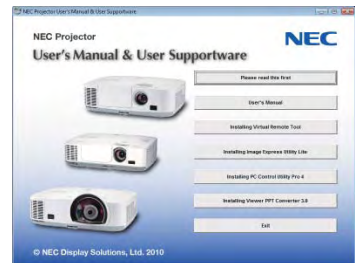 NEC Projector User's Manual & User Supportware
NEC Projector
NEC
User's Manual & User Supportware
Please read this first
User's Manual
Installing Virtual Remote Tool
Installing Image Express Utility Lite
Installing PC Control Utility Pro 4
Installing Viewer PPT Converter 3.0
Exit
© NEC Display Solutions, Ltd. 2010